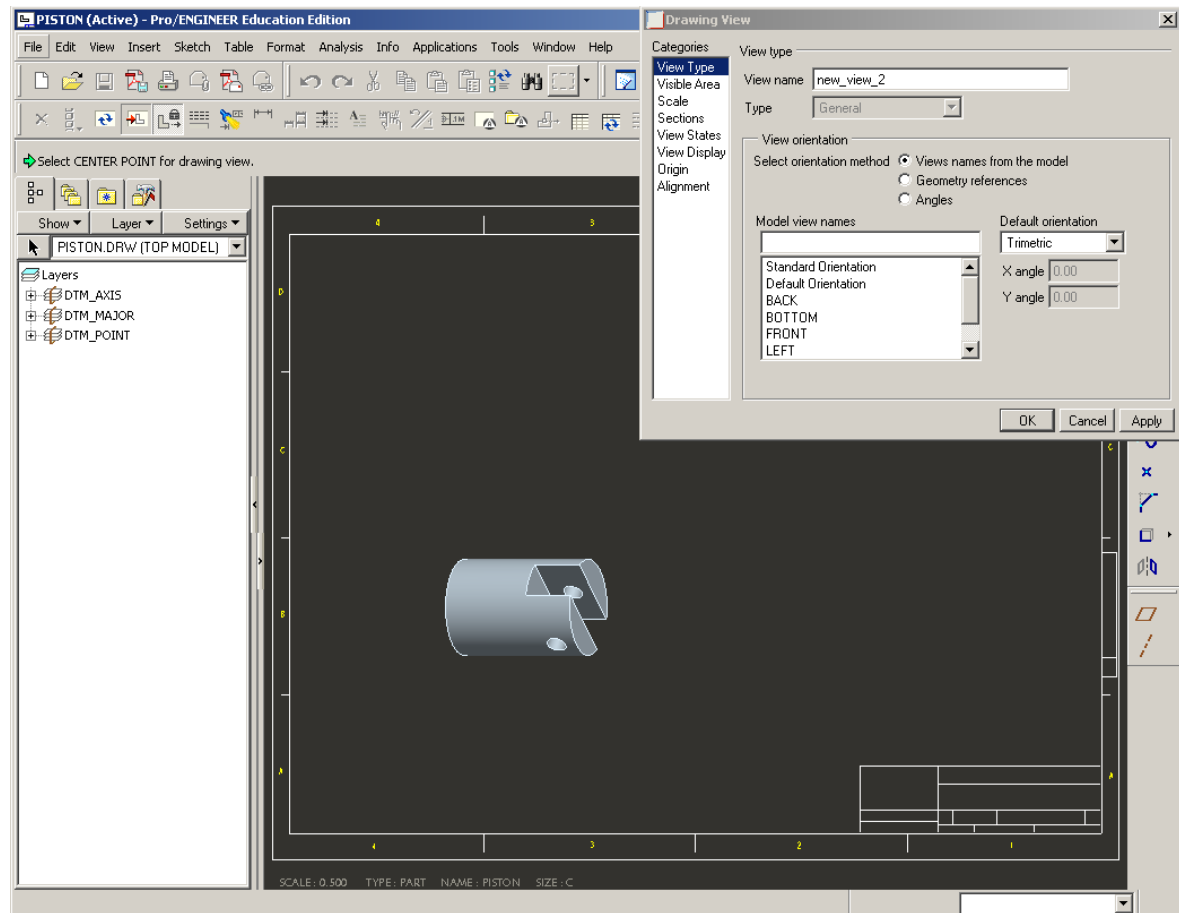 PISTON (Active) - Pro/ENGINEER Education Edition
File Edit View Insert Sketch Table Format Analysis Info Applications Tools Window Help
Select CENTER POINT for drawing view.
Show Layer Settings
PISTON.DRW (TOP MODEL)
Layers
DTM_AXIS
DTM_MAJOR
DTM_POINT
Drawing View
Categories
View Type
Visible Area
Scale
Sections
View States
View Display
Origin
Alignment
View type
View name new_view_2
Type General
View orientation
Select orientation method Views names from the model
Geometry references
Angles
Model view names
Standard Orientation
Default Orientation
BACK
BOTTOM
FRONT
LEFT
Default orientation
Trimetric
X angle 0.00
Y angle 0.00
OK Cancel Apply
4 3
D
C C
B
A A
4 3 2 1
SCALE : 0.500 TYPE : PART NAME : PISTON SIZE : C